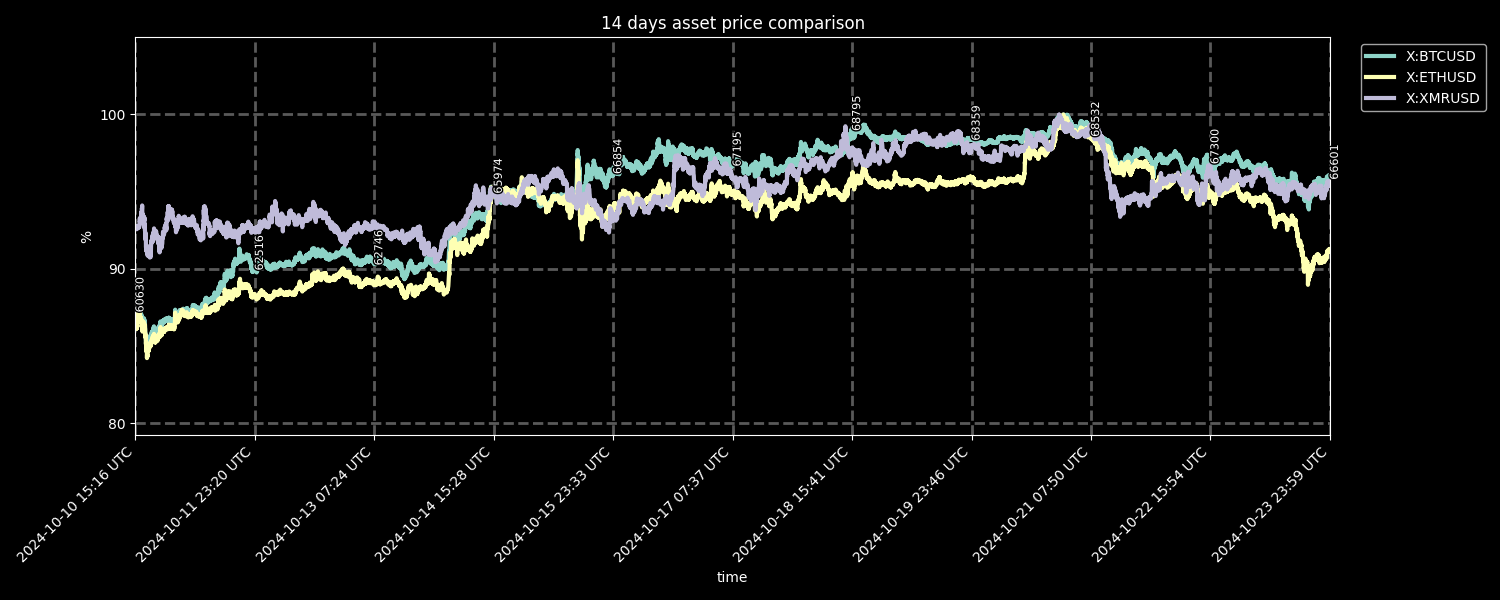 14 days asset price comparison
X:BTCUSD
X:ETHUSD
X:XMRUSD
100
90
80
%
60630
62516
62746
65974
66854
67195
68795
68359
68532
67300
66601
2024-10-10 15:16 UTC
2024-10-11 23:20 UTC
2024-10-13 07:24 UTC
2024-10-14 15:28 UTC
2024-10-15 23:33 UTC
2024-10-17 07:37 UTC
2024-10-18 15:41 UTC
2024-10-19 23:46 UTC
2024-10-21 07:50 UTC
2024-10-22 15:54 UTC
2024-10-23 23:59 UTC
time